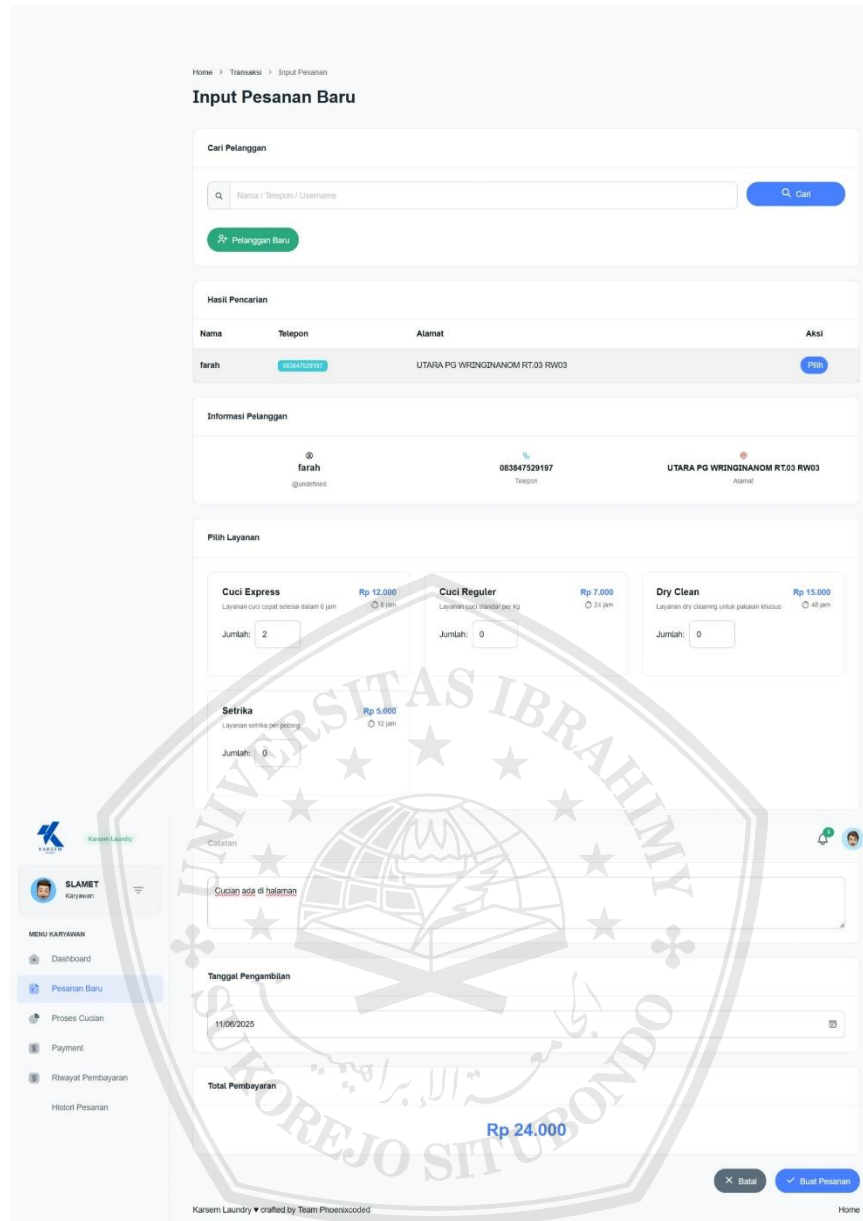 Home > Transaksi > Input Pesanan
Input Pesanan Baru
Cari Pelanggan
Nama / Telepon / Username
Cari
Pelanggan Baru
Hasil Pencarian
Nama Telepon Alamat Aksi
farah 083847529197 UTARA PG WRINGINANOM RT.03 RW03 Pilih
Informasi Pelanggan
farah
@undefined
083847529197
Telepon
UTARA PG WRINGINANOM RT.03 RW03
Alamat
Pilih Layanan
Cuci Express Rp 12.000
Layanan cuci cepat selesai dalam 6 jam 6 jam
Jumlah: 2
Cuci Reguler Rp 7.000
Layanan cuci standar per kg 24 jam
Jumlah: 0
Dry Clean Rp 15.000
Layanan dry cleaning untuk pakaian khusus 48 jam
Jumlah: 0
Setrika Rp 5.000
Layanan setrika per potong 12 jam
Jumlah: 0
KARSEM
Karsem Laundry
SLAMET
Karyawan
MENU KARYAWAN
Dashboard
Pesanan Baru
Proses Cucian
Payment
Riwayat Pembayaran
Histori Pesanan
Catatan
Cucian ada di halaman
Tanggal Pengambilan
11/06/2025
Total Pembayaran
Rp 24.000
Batal
Buat Pesanan
Karsem Laundry ♥ crafted by Team Phoenixcoded
Home
UNIVERSITAS IBRAHIMY
SUKOREJO SITUBONDO